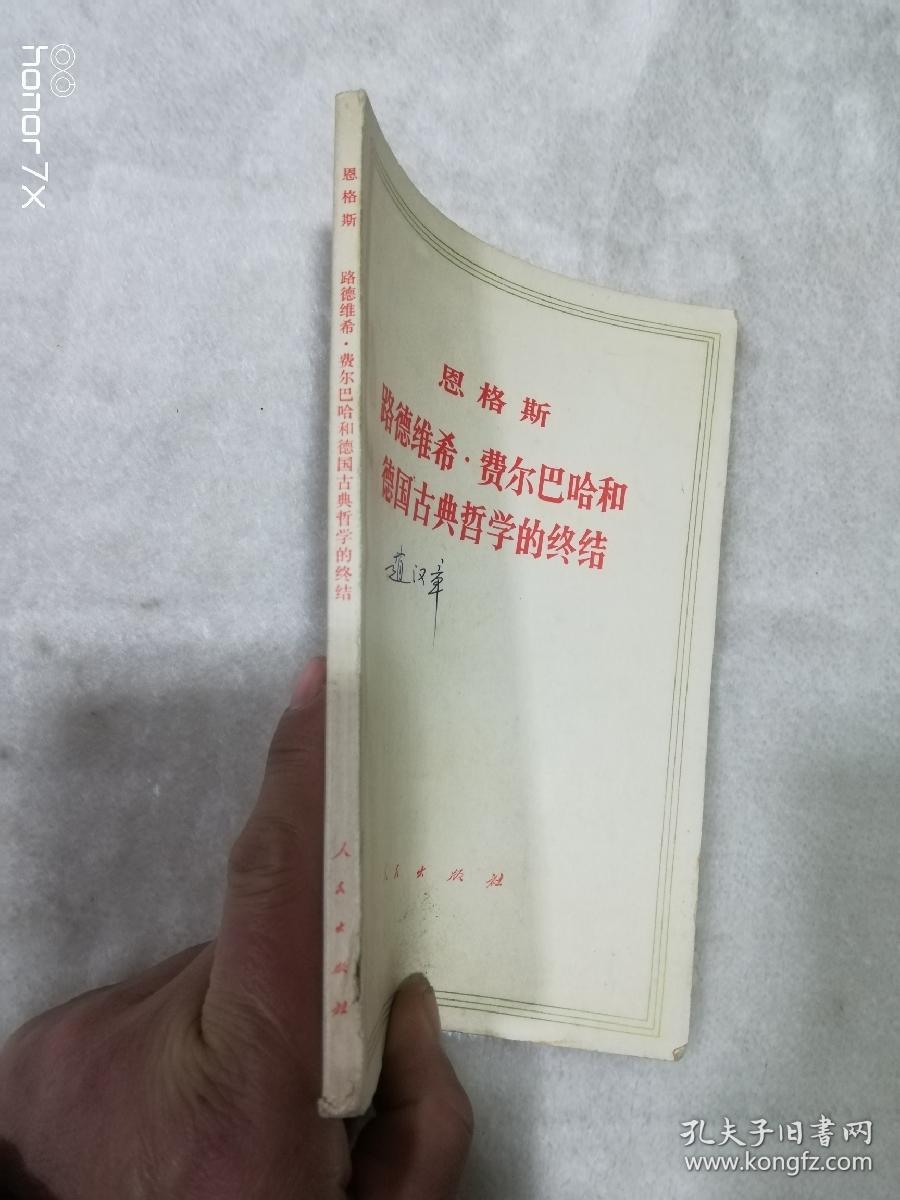 honor 7X
恩格斯 路德维希·费尔巴哈和德国古典哲学的终结 人民出版社
恩格斯
路德维希·费尔巴哈和
德国古典哲学的终结
赵汉章
人民出版社
孔夫子旧书网
www.kongfz.com